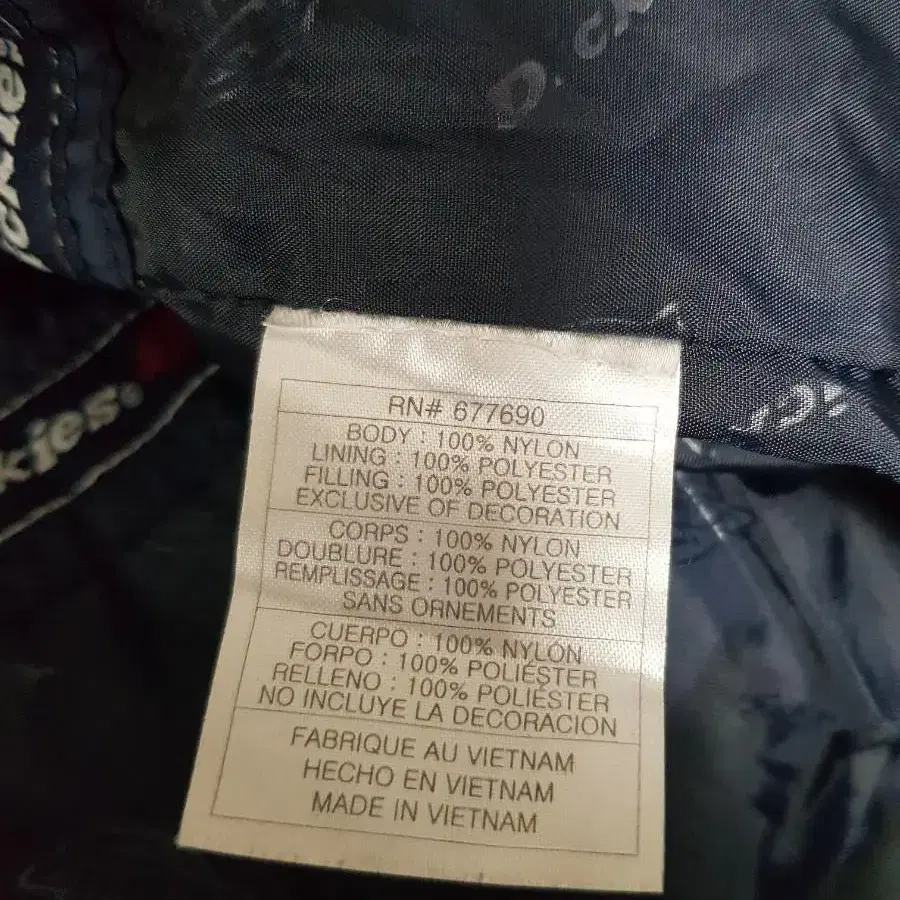 kies.
RN# 677690
BODY : 100% NYLON
LINING : 100% POLYESTER
FILLING : 100% POLYESTER
EXCLUSIVE OF DECORATION
CORPS : 100% NYLON
DOUBLURE : 100% POLYESTER
REMPLISSAGE : 100% POLYESTER
SANS ORNEMENTS
CUERPO : 100% NYLON
FORPO : 100% POLIÉSTER
RELLENO : 100% POLIÉSTER
NO INCLUYE LA DECORACION
FABRIQUE AU VIETNAM
HECHO EN VIETNAM
MADE IN VIETNAM